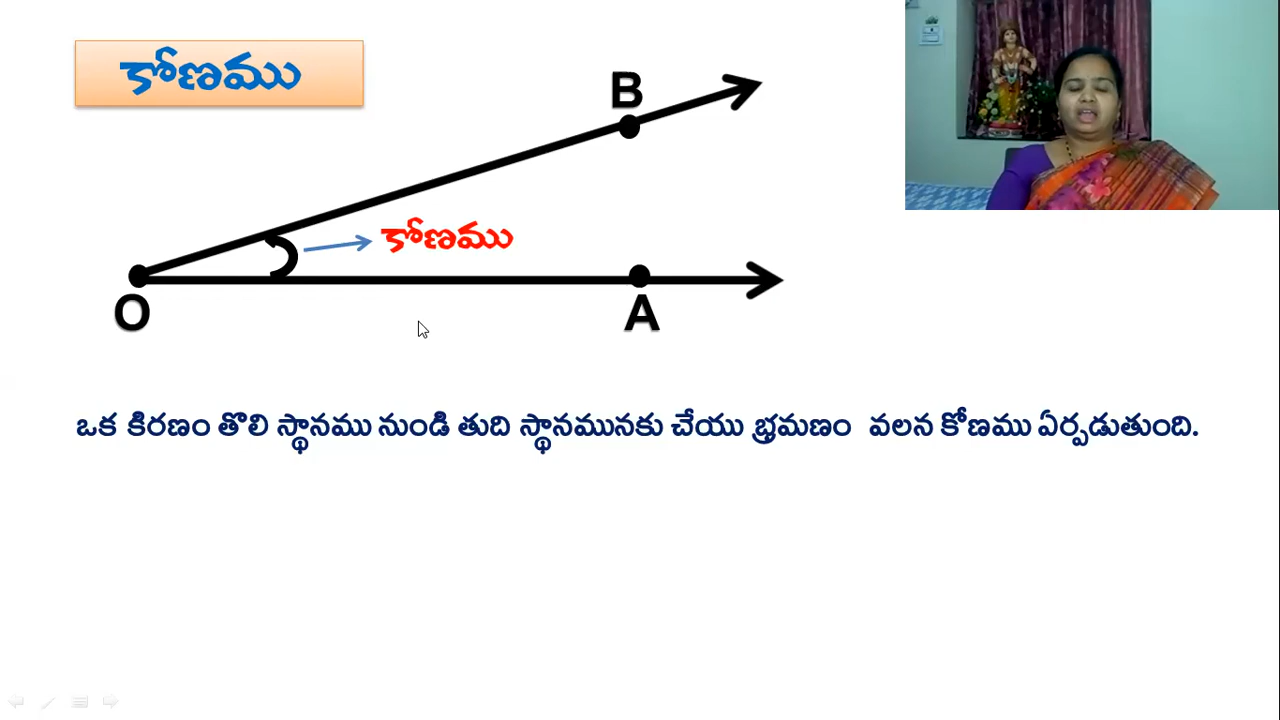 కోణము
B
కోణము
O
A
ఒక కిరణం తొలి స్థానము నుండి తుది స్థానమునకు చేయు భ్రమణం వలన కోణము ఏర్పడుతుంది.